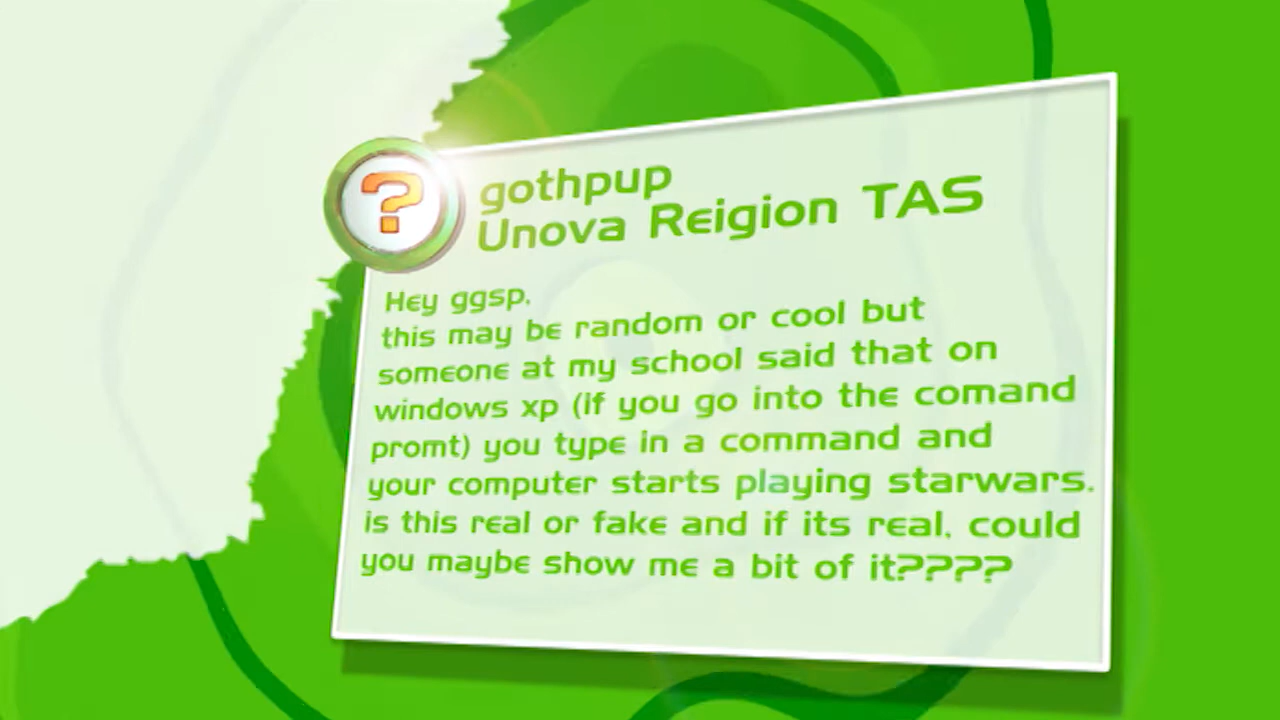 ?
gothpup
Unova Reigion TAS
Hey ggsp,
this may be random or cool but
someone at my school said that on
windows xp (if you go into the comand
promt) you type in a command and
your computer starts playing starwars.
is this real or fake and if its real, could
you maybe show me a bit of it????